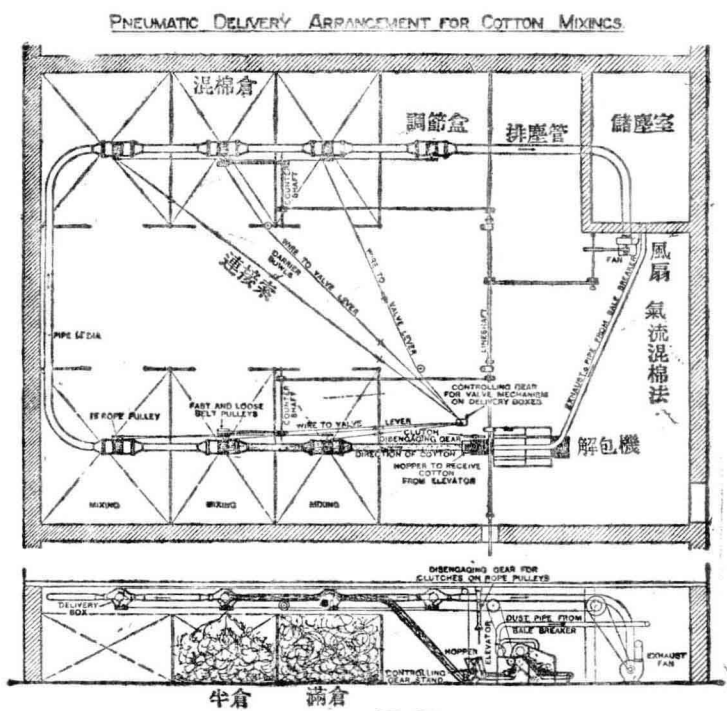 PNEUMATIC DELIVERY ARRANGEMENT FOR COTTON MIXINGS.
混棉倉
調節盒
排塵管
儲塵室
COUNTER
SHAFT
FAN
風扇
氣流混棉法
連接索
WIRE TO VALVE LEVER
WIRE TO VALVE LEVER
LINESHAFT
EXHAUST PIPE FROM BALE BREAKER
CONTROLLING GEAR
FOR VALVE MECHANISM
ON DELIVERY BOXES
ROPE PULLEY
FAST AND LOOSE
BELT PULLEYS
COUNTER
SHAFT
WIRE TO VALVE LEVER
CLUTCH
DISENGAGING GEAR
DIRECTION OF COTTON
HOPPER TO RECEIVE
COTTON
FROM ELEVATOR
解包機
MIXING
MIXING
MIXING
DISENGAGING GEAR FOR
CLUTCHES ON ROPE PULLEYS
DELIVERY
BOX
DUST PIPE FROM
BALE BREAKER
ELEVATOR
HOPPER
EXHAUST
FAN
CONTROLLING
GEAR STAND
半倉
滿倉